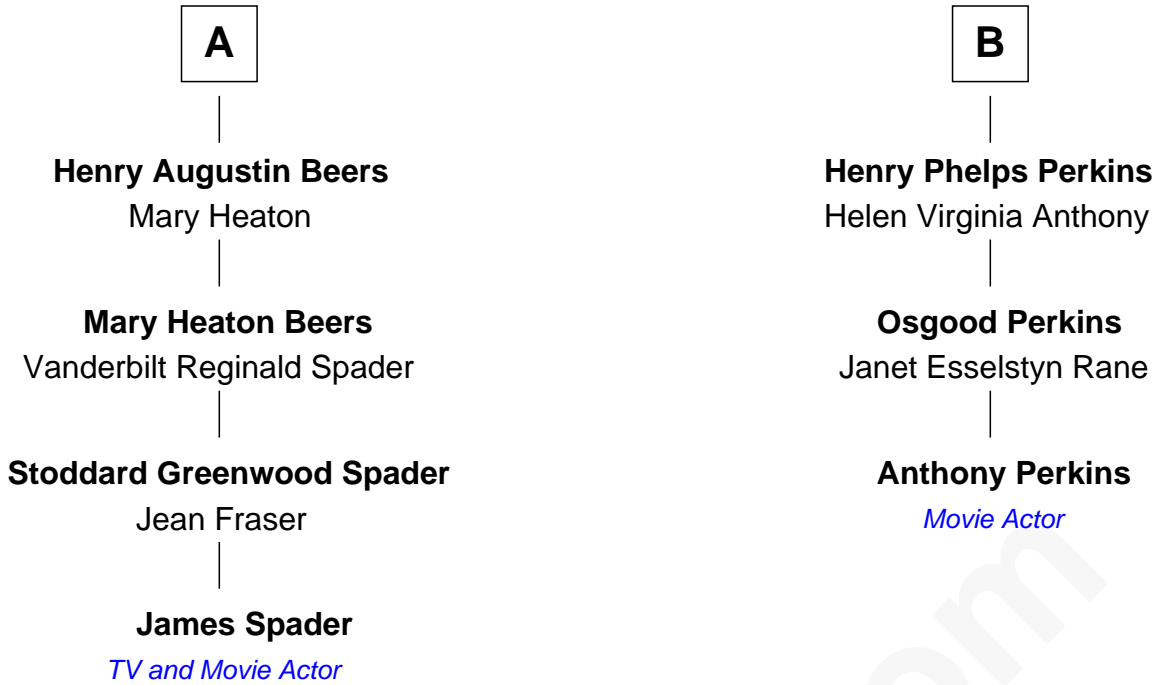 A
Henry Augustin Beers
Mary Heaton
Mary Heaton Beers
Vanderbilt Reginald Spader
Stoddard Greenwood Spader
Jean Fraser
James Spader
TV and Movie Actor
B
Henry Phelps Perkins
Helen Virginia Anthony
Osgood Perkins
Janet Esselstyn Rane
Anthony Perkins
Movie Actor
om